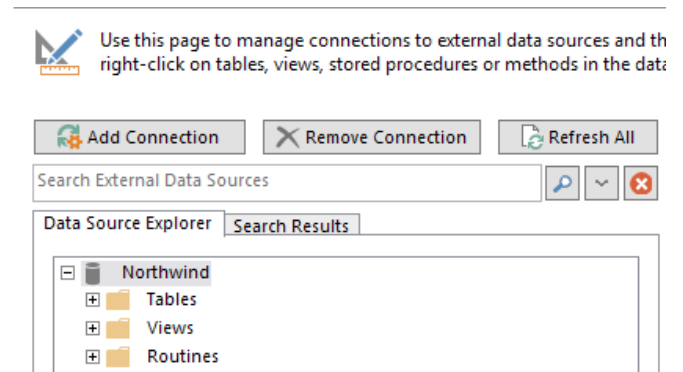 Use this page to manage connections to external data sources and th
right-click on tables, views, stored procedures or methods in the data
Add Connection Remove Connection Refresh All
Search External Data Sources
Data Source Explorer Search Results
Northwind
Tables
Views
Routines